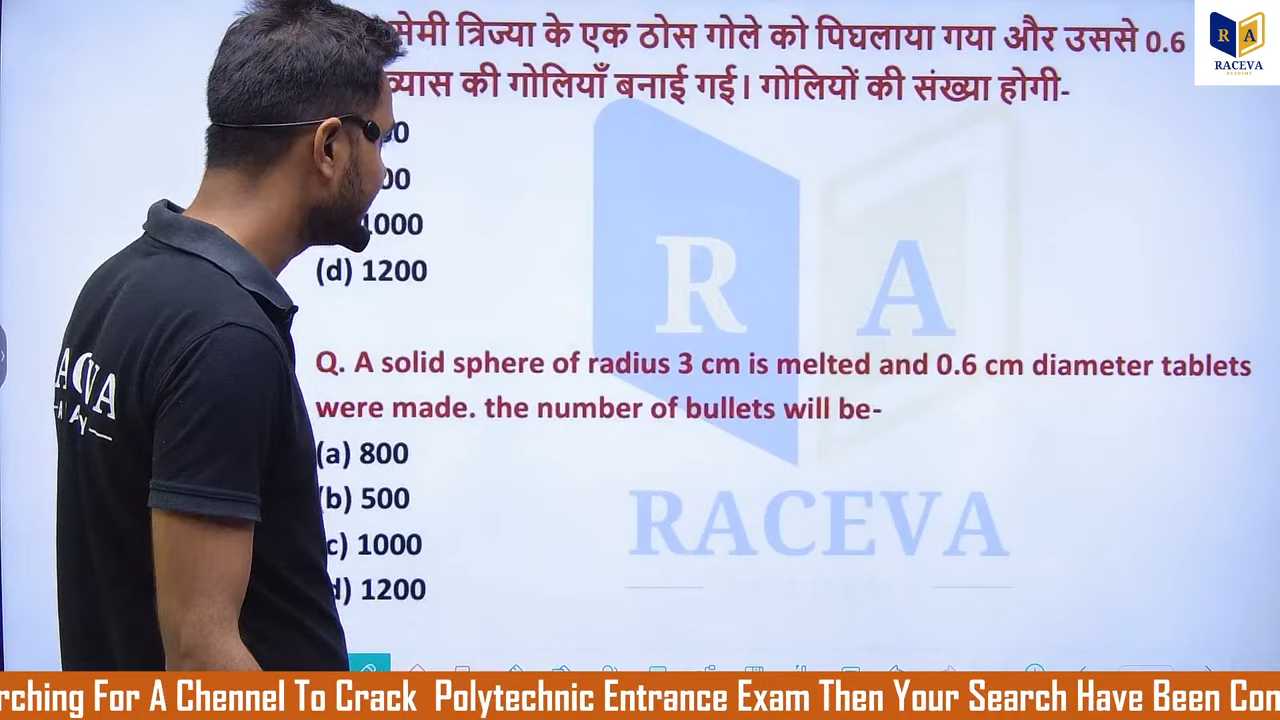 सेमी त्रिज्या के एक ठोस गोले को पिघलाया गया और उससे 0.6
व्यास की गोलियाँ बनाई गई। गोलियों की संख्या होगी-
1000
(d) 1200
Q. A solid sphere of radius 3 cm is melted and 0.6 cm diameter tablets
were made. the number of bullets will be-
(a) 800
(b) 500
c) 1000
d) 1200
R A
RACEVA
R A
RACEVA
ACADEMY
rching For A Chennel To Crack Polytechnic Entrance Exam Then Your Search Have Been Con